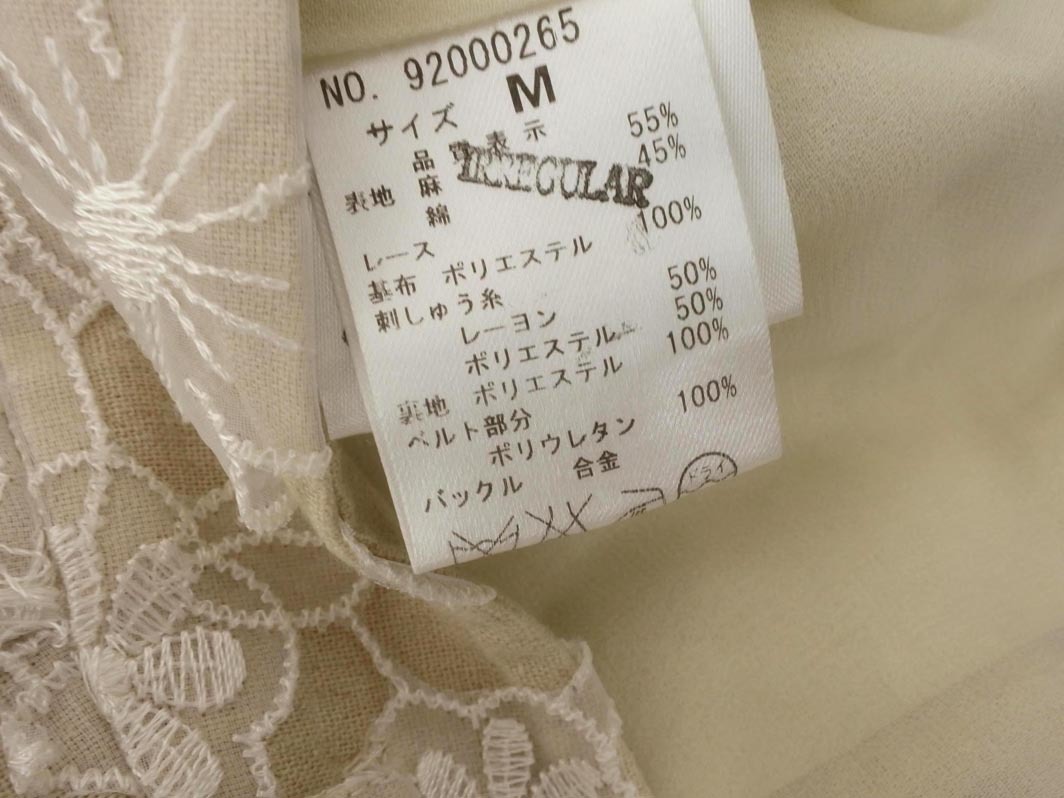 NO. 92000265
サイズ M
品質表示
IRREGULAR
表地 麻 55%
綿 45%
レース
基布 ポリエステル 100%
刺しゅう糸
レーヨン 50%
ポリエステル 50%
裏地 ポリエステル 100%
ベルト部分
ポリウレタン 100%
バックル 合金
ドライ